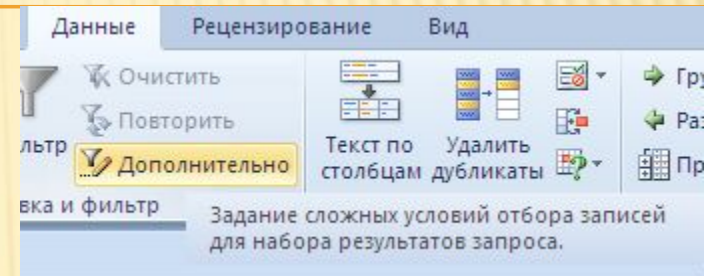 Данные Рецензирование Вид
Очистить
Повторить
льтр
Дополнительно
Текст по
столбцам
Удалить
дубликаты
Гру
Раз
Пр
вка и фильтр
Задание сложных условий отбора записей
для набора результатов запроса.